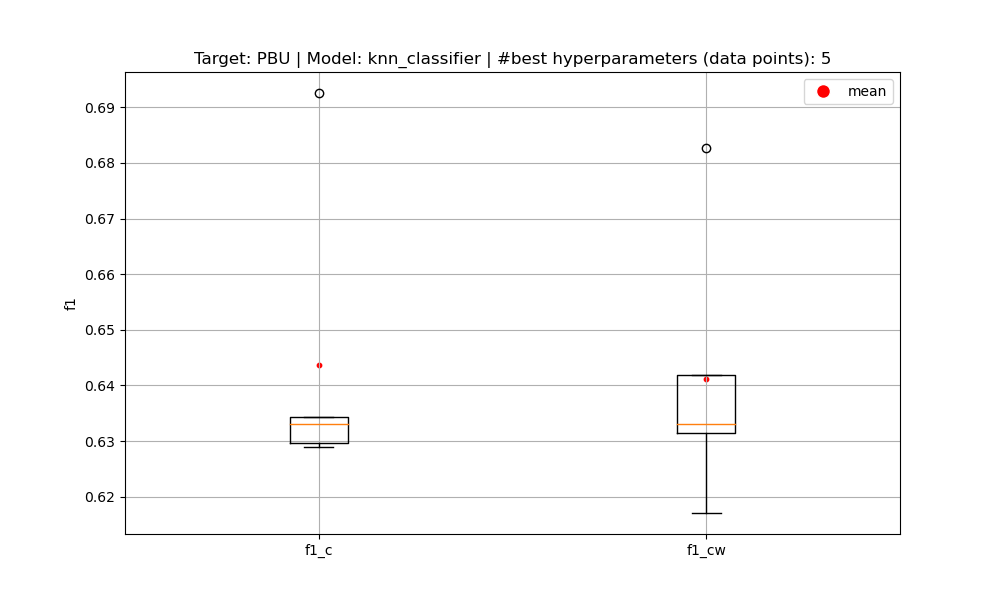 Target: PBU | Model: knn_classifier | #best hyperparameters (data points): 5
mean
0.69
0.68
0.67
0.66
0.65
0.64
0.63
0.62
f1
f1_c
f1_cw